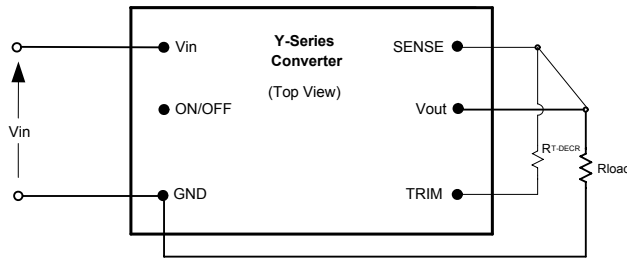 Y-Series
Converter
(Top View)
Vin
SENSE
ON/OFF
Vout
Vin
RT-DECR
Rload
GND
TRIM